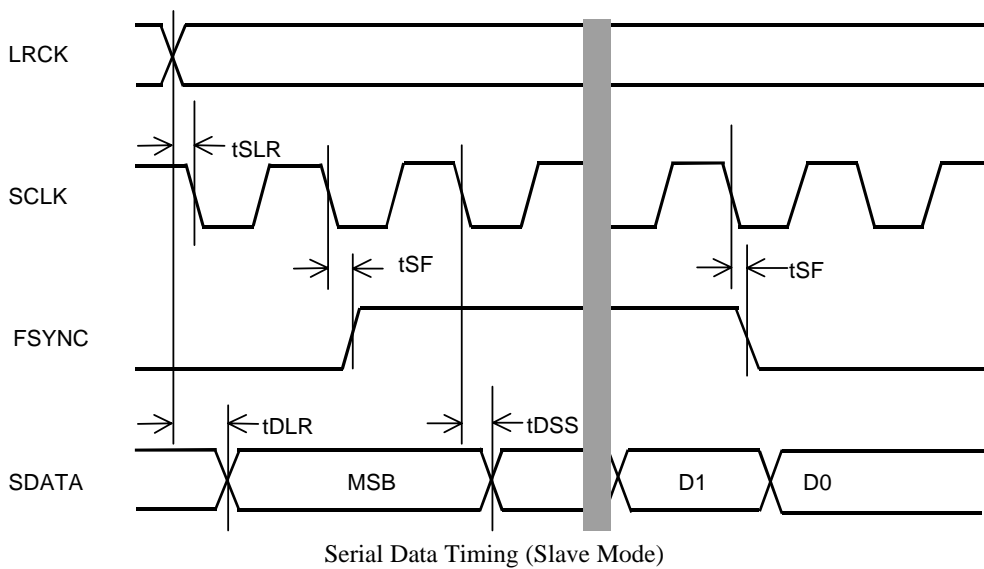 LRCK
tSLR
SCLK
tSF
tSF
FSYNC
tDLR
tDSS
SDATA
MSB
D1
D0
Serial Data Timing (Slave Mode)